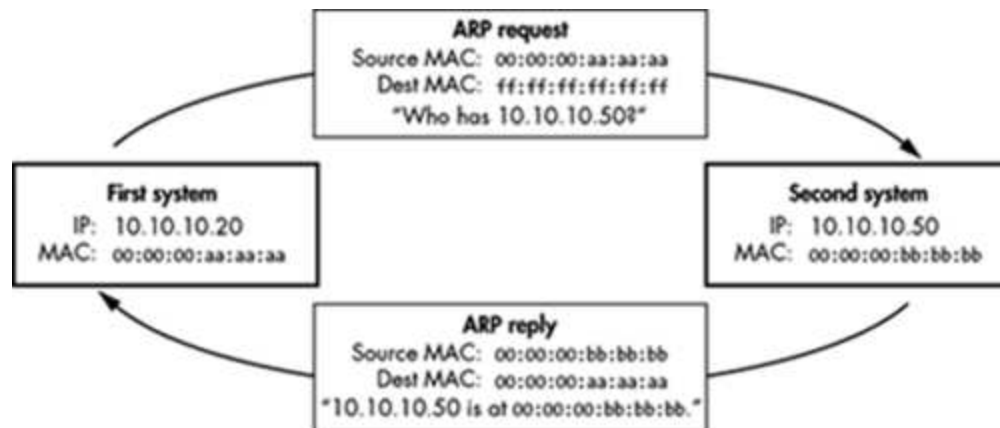 ARP request
Source MAC: 00:00:00:aa:aa:aa
Dest MAC: ff:ff:ff:ff:ff:ff
"Who has 10.10.10.50?"
First system
IP: 10.10.10.20
MAC: 00:00:00:aa:aa:aa
Second system
IP: 10.10.10.50
MAC: 00:00:00:bb:bb:bb
ARP reply
Source MAC: 00:00:00:bb:bb:bb
Dest MAC: 00:00:00:aa:aa:aa
"10.10.10.50 is at 00:00:00:bb:bb:bb."